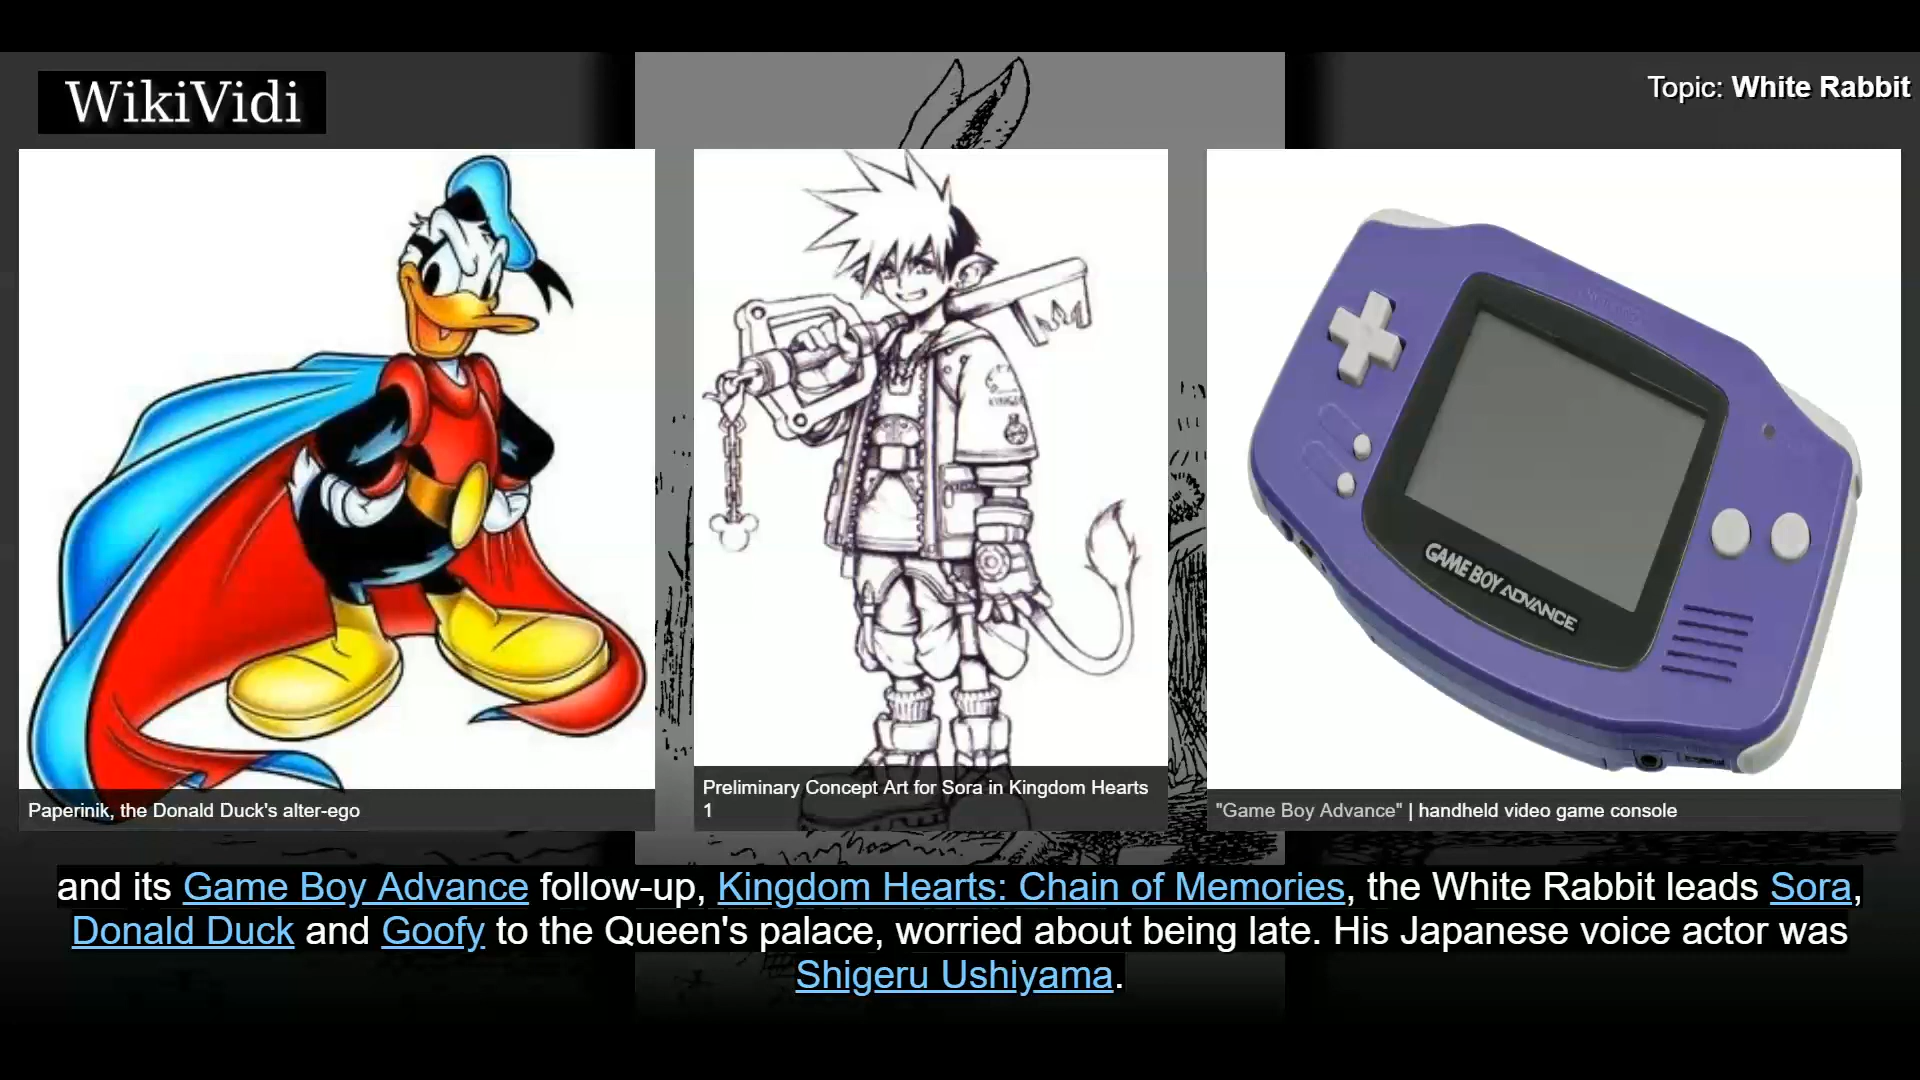 WikiVidi
Topic: White Rabbit
GAME BOY ADVANCE
Paperinik, the Donald Duck's alter-ego
Preliminary Concept Art for Sora in Kingdom Hearts
1
"Game Boy Advance" | handheld video game console
and its Game Boy Advance follow-up, Kingdom Hearts: Chain of Memories, the White Rabbit leads Sora,
Donald Duck and Goofy to the Queen's palace, worried about being late. His Japanese voice actor was
Shigeru Ushiyama.